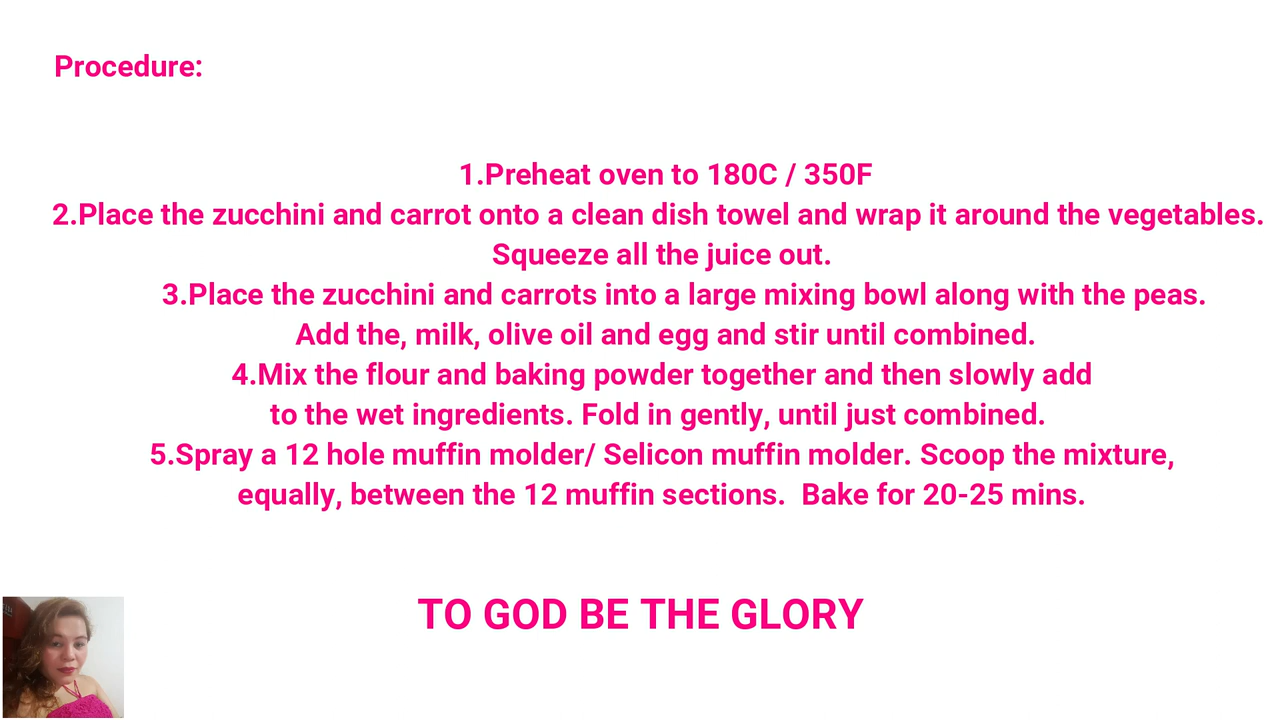 Procedure:
1.Preheat oven to 180C / 350F
2.Place the zucchini and carrot onto a clean dish towel and wrap it around the vegetables.
Squeeze all the juice out.
3.Place the zucchini and carrots into a large mixing bowl along with the peas.
Add the, milk, olive oil and egg and stir until combined.
4.Mix the flour and baking powder together and then slowly add
to the wet ingredients. Fold in gently, until just combined.
5.Spray a 12 hole muffin molder/ Selicon muffin molder. Scoop the mixture,
equally, between the 12 muffin sections.  Bake for 20-25 mins.
TO GOD BE THE GLORY